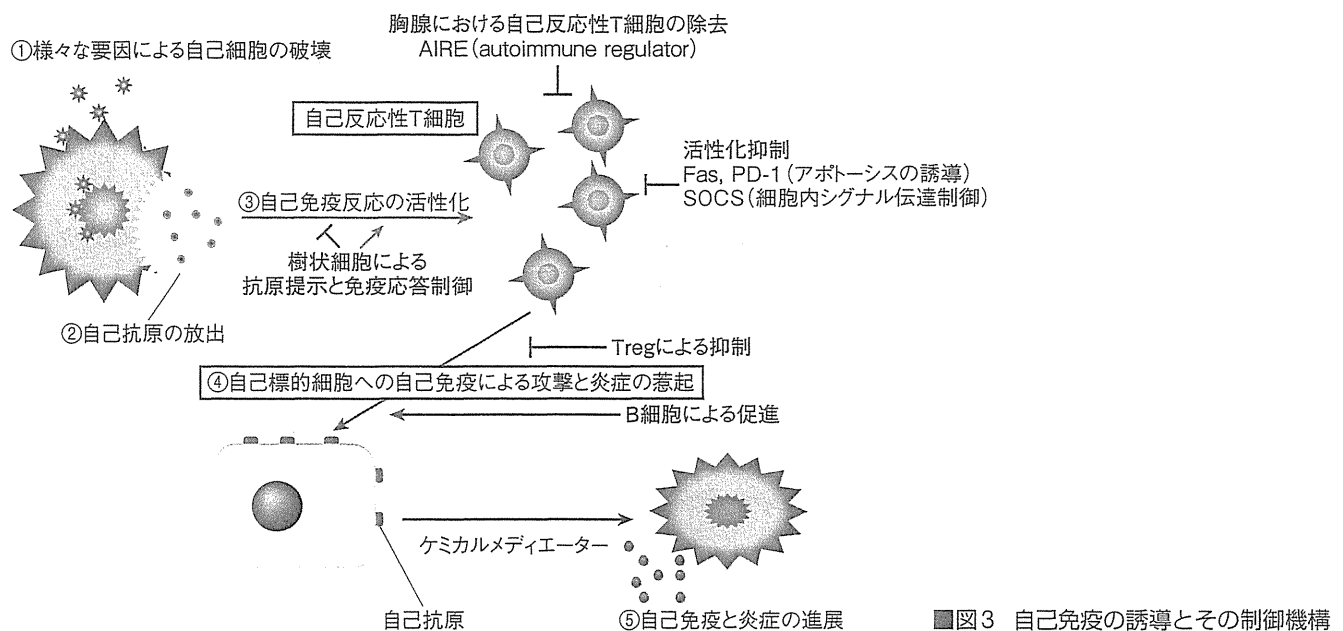 胸腺における自己反応性T細胞の除去
AIRE(autoimmune regulator)
①様々な要因による自己細胞の破壊
自己反応性T細胞
活性化抑制
Fas, PD-1(アポトーシスの誘導)
SOCS(細胞内シグナル伝達制御)
③自己免疫反応の活性化
樹状細胞による
抗原提示と免疫応答制御
②自己抗原の放出
Tregによる抑制
④自己標的細胞への自己免疫による攻撃と炎症の惹起
B細胞による促進
ケミカルメディエーター
自己抗原
⑤自己免疫と炎症の進展
■図3 自己免疫の誘導とその制御機構